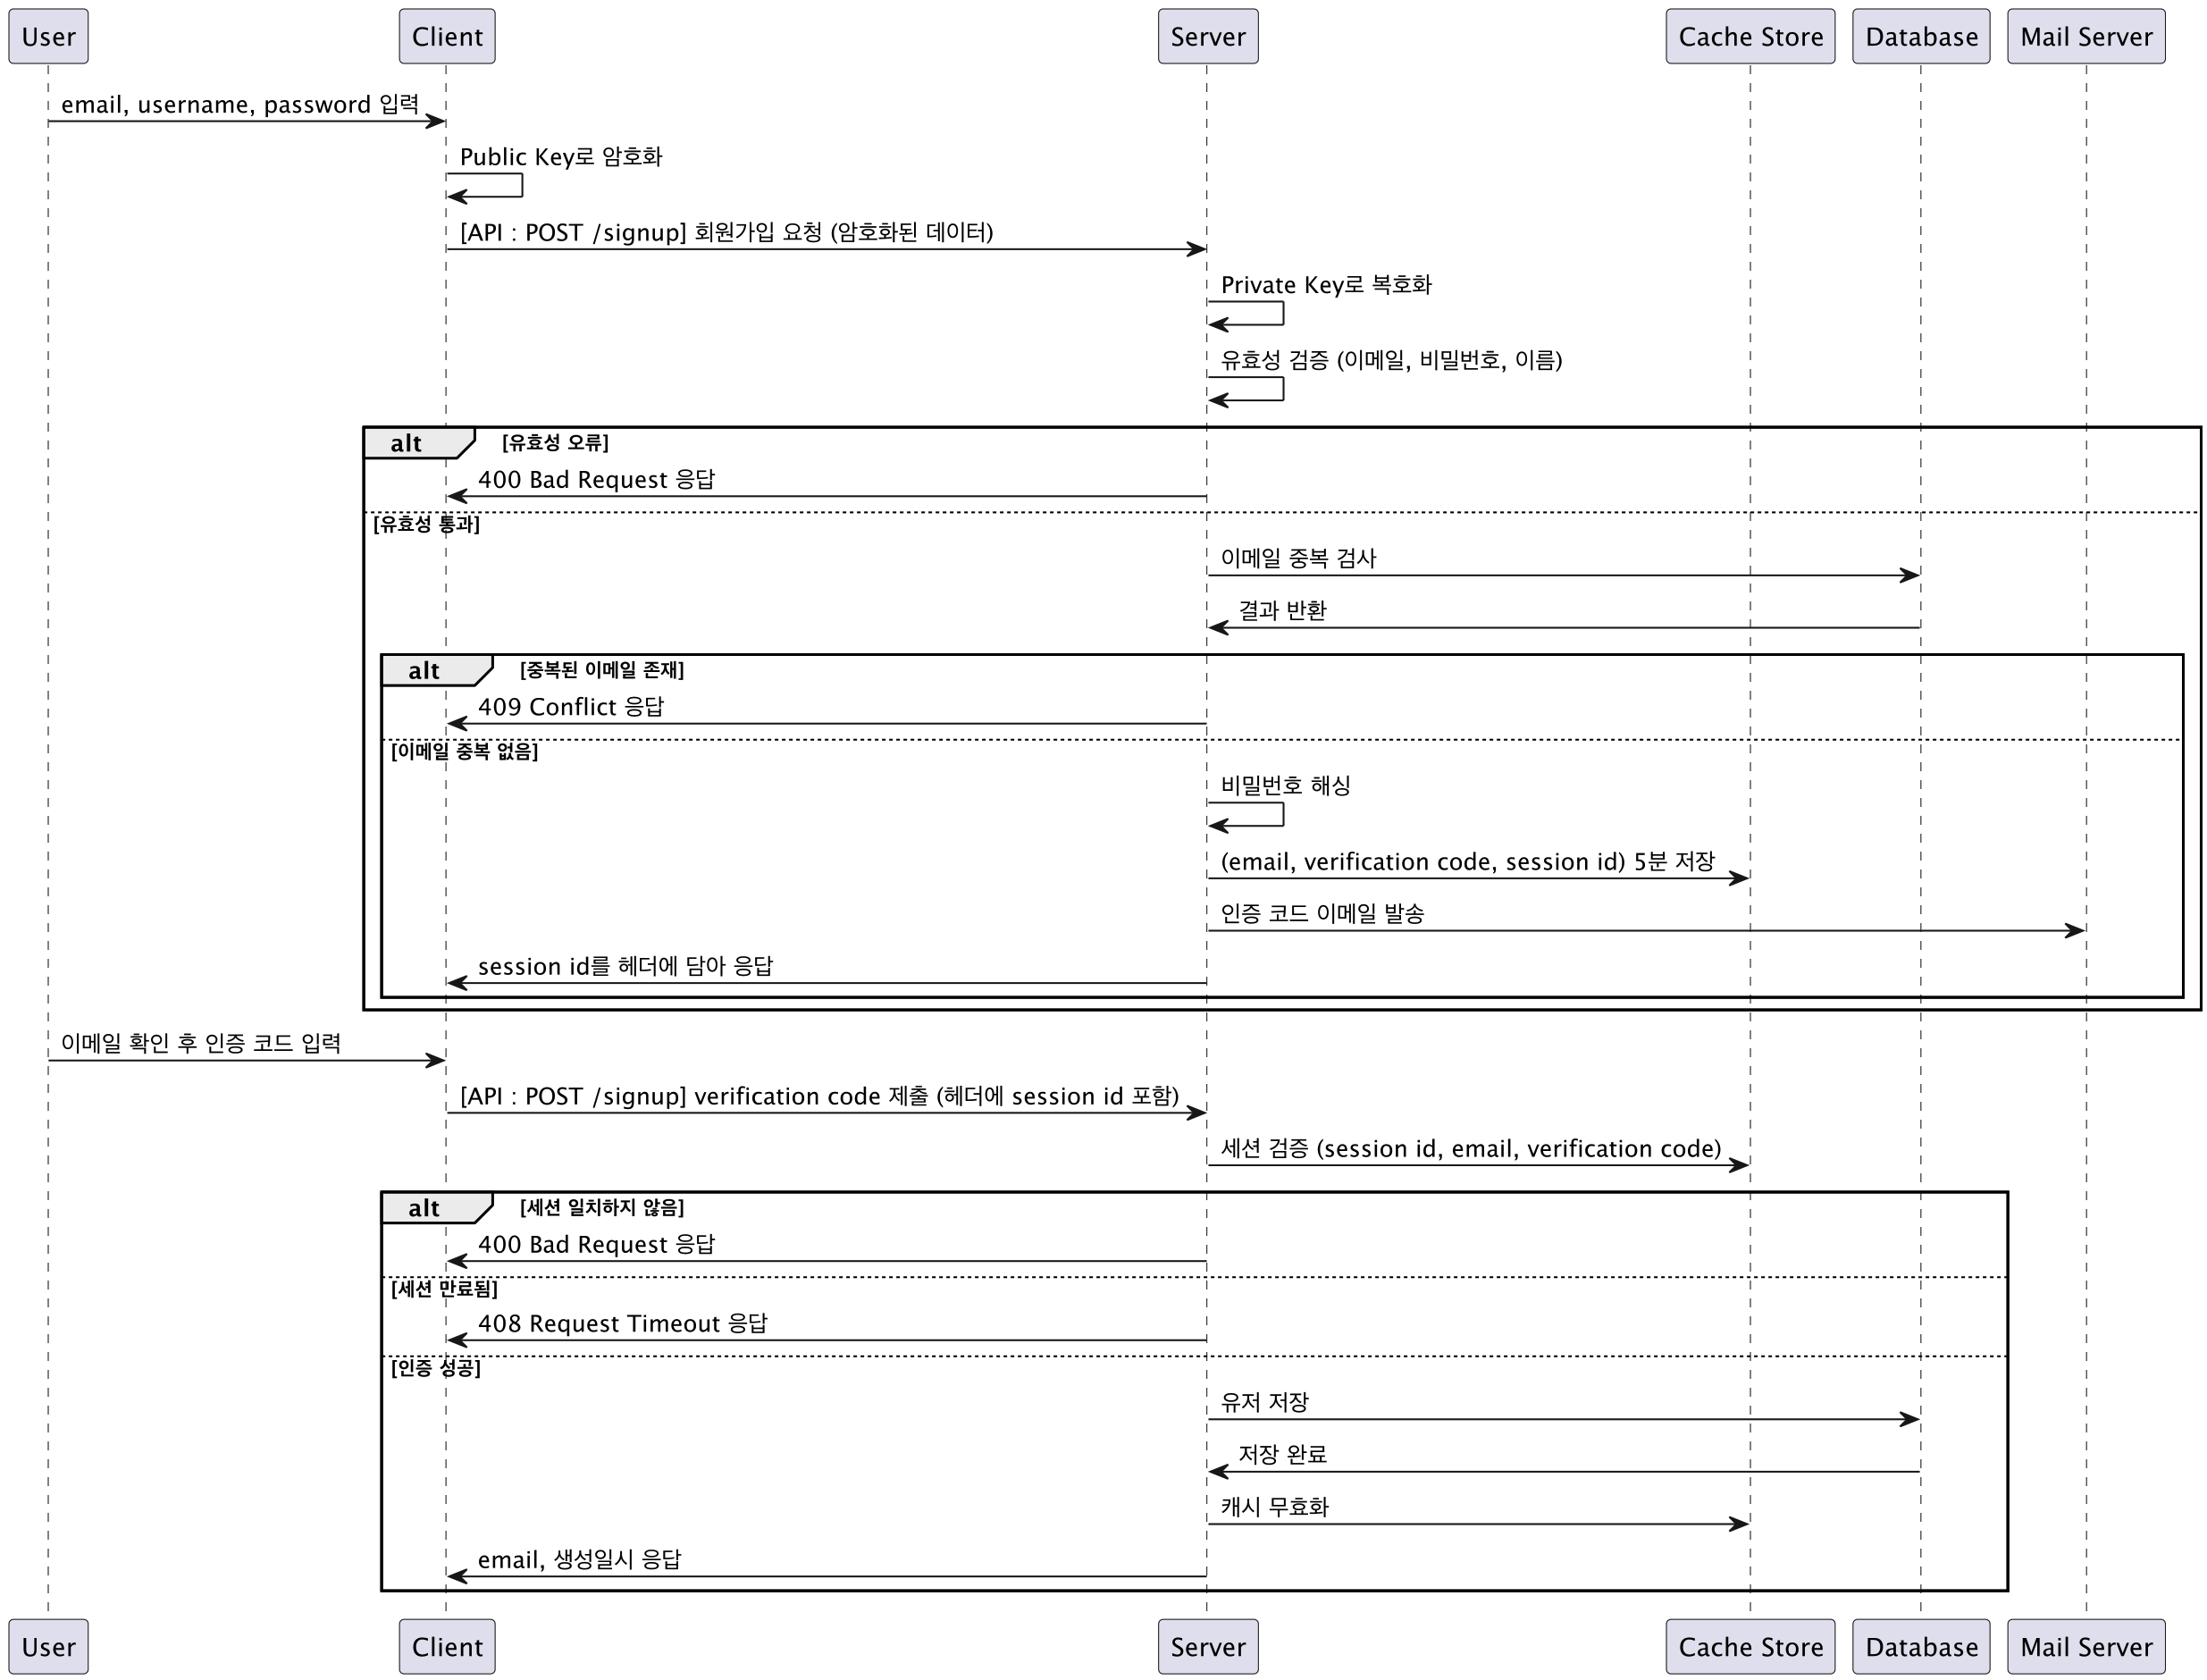 User Client Server Cache Store Database Mail Server
email, username, password 입력
Public Key로 암호화
[API : POST /signup] 회원가입 요청 (암호화된 데이터)
Private Key로 복호화
유효성 검증 (이메일, 비밀번호, 이름)
alt [유효성 오류]
400 Bad Request 응답
[유효성 통과]
이메일 중복 검사
결과 반환
alt [중복된 이메일 존재]
409 Conflict 응답
[이메일 중복 없음]
비밀번호 해싱
(email, verification code, session id) 5분 저장
인증 코드 이메일 발송
session id를 헤더에 담아 응답
이메일 확인 후 인증 코드 입력
[API : POST /signup] verification code 제출 (헤더에 session id 포함)
세션 검증 (session id, email, verification code)
alt [세션 일치하지 않음]
400 Bad Request 응답
[세션 만료됨]
408 Request Timeout 응답
[인증 성공]
유저 저장
저장 완료
캐시 무효화
email, 생성일시 응답
User Client Server Cache Store Database Mail Server